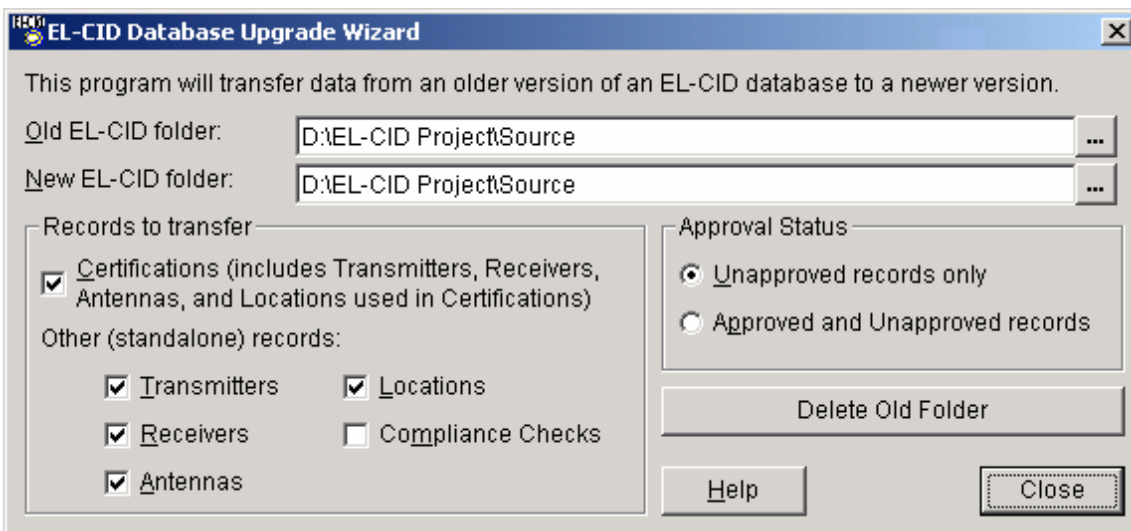 EL-CID Database Upgrade Wizard
This program will transfer data from an older version of an EL-CID database to a newer version.
Old EL-CID folder:
D:\EL-CID Project\Source
...
New EL-CID folder:
D:\EL-CID Project\Source
...
Records to transfer
Certifications (includes Transmitters, Receivers,
Antennas, and Locations used in Certifications)
Other (standalone) records:
Transmitters
Locations
Receivers
Compliance Checks
Antennas
Approval Status
Unapproved records only
Approved and Unapproved records
Delete Old Folder
Help
Close